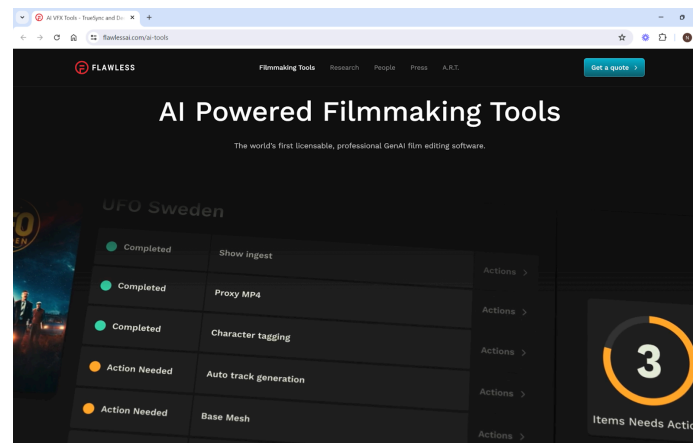 AI VFX Tools - TrueSync and De
flawlessai.com/ai-tools
FLAWLESS
Filmmaking Tools
Research
People
Press
A.R.T.
Get a quote >
AI Powered Filmmaking Tools
The world's first licensable, professional GenAI film editing software.
UFO Sweden
Completed
Show ingest
Actions >
Completed
Proxy MP4
Actions >
Completed
Character tagging
Actions >
Action Needed
Auto track generation
Actions >
Action Needed
Base Mesh
Actions >
3
Items Needs Actio